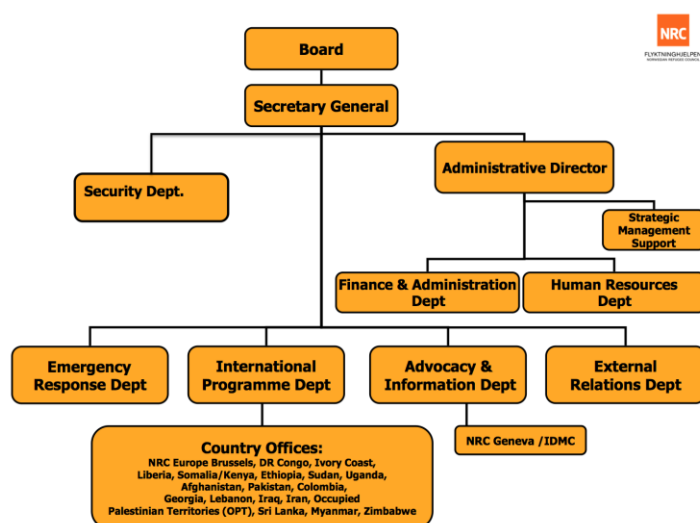 NRC
FLYKTNINGHJELPEN
NORWEGIAN REFUGEE COUNCIL
Board
Secretary General
Security Dept.
Administrative Director
Strategic
Management
Support
Finance & Administration
Dept
Human Resources
Dept
Emergency
Response Dept
International
Programme Dept
Advocacy &
Information Dept
External
Relations Dept
Country Offices:
NRC Europe Brussels, DR Congo, Ivory Coast,
Liberia, Somalia/Kenya, Ethiopia, Sudan, Uganda,
Afghanistan, Pakistan, Colombia,
Georgia, Lebanon, Iraq, Iran, Occupied
Palestinian Territories (OPT), Sri Lanka, Myanmar, Zimbabwe
NRC Geneva /IDMC